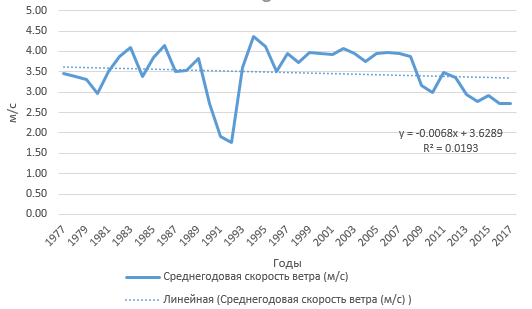 5.00
4.50
4.00
3.50
3.00
2.50
2.00
1.50
1.00
0.50
0.00
м/с
y = -0.0068x + 3.6289
R² = 0.0193
1977 1979 1981 1983 1985 1987 1989 1991 1993 1995 1997 1999 2001 2003 2005 2007 2009 2011 2013 2015 2017
Годы
Среднегодовая скорость ветра (м/с)
Линейная (Среднегодовая скорость ветра (м/с) )